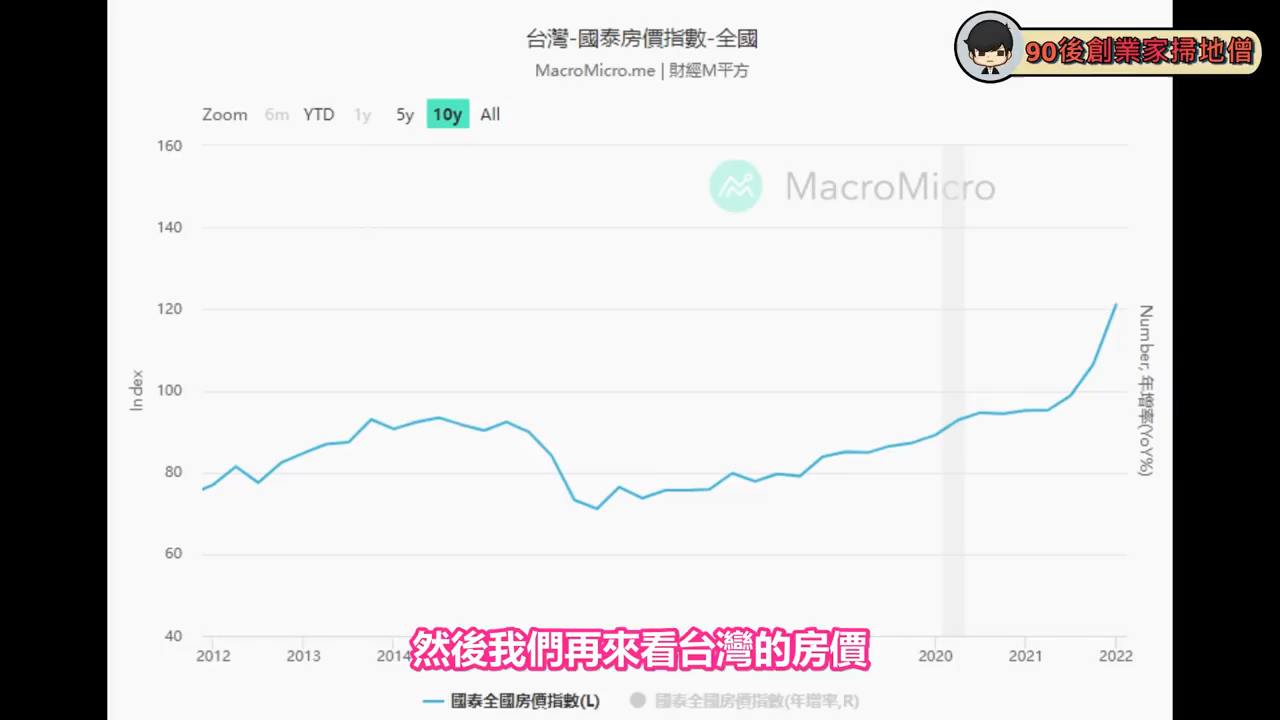 台灣-國泰房價指數-全國
MacroMicro.me | 財經M平方
90後創業家掃地僧
Zoom 6m YTD 1y 5y 10y All
MacroMicro
160
140
120
100
80
60
40
Index
Number, 年增率(YoY%)
2012 2013 2014 2020 2021 2022
然後我們再來看台灣的房價
國泰全國房價指數(L) 國泰全國房價指數(年增率,R)